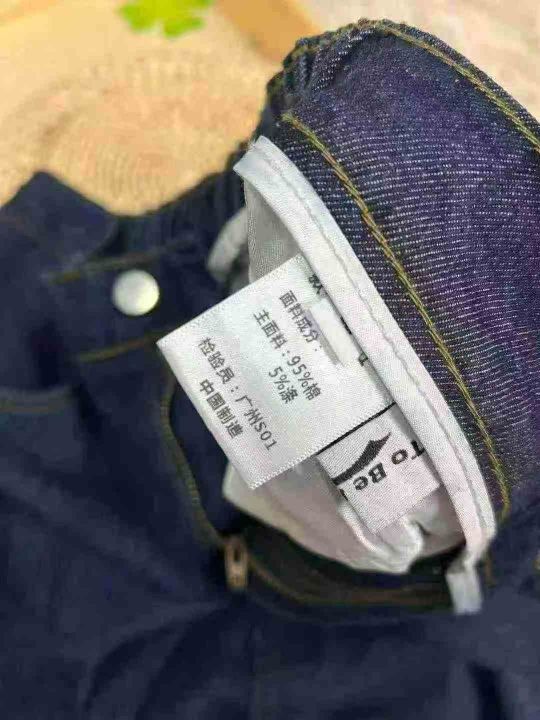 面料成分：
主面料：95%棉
5%涤
检验员：广州S01
中國制造
To Be